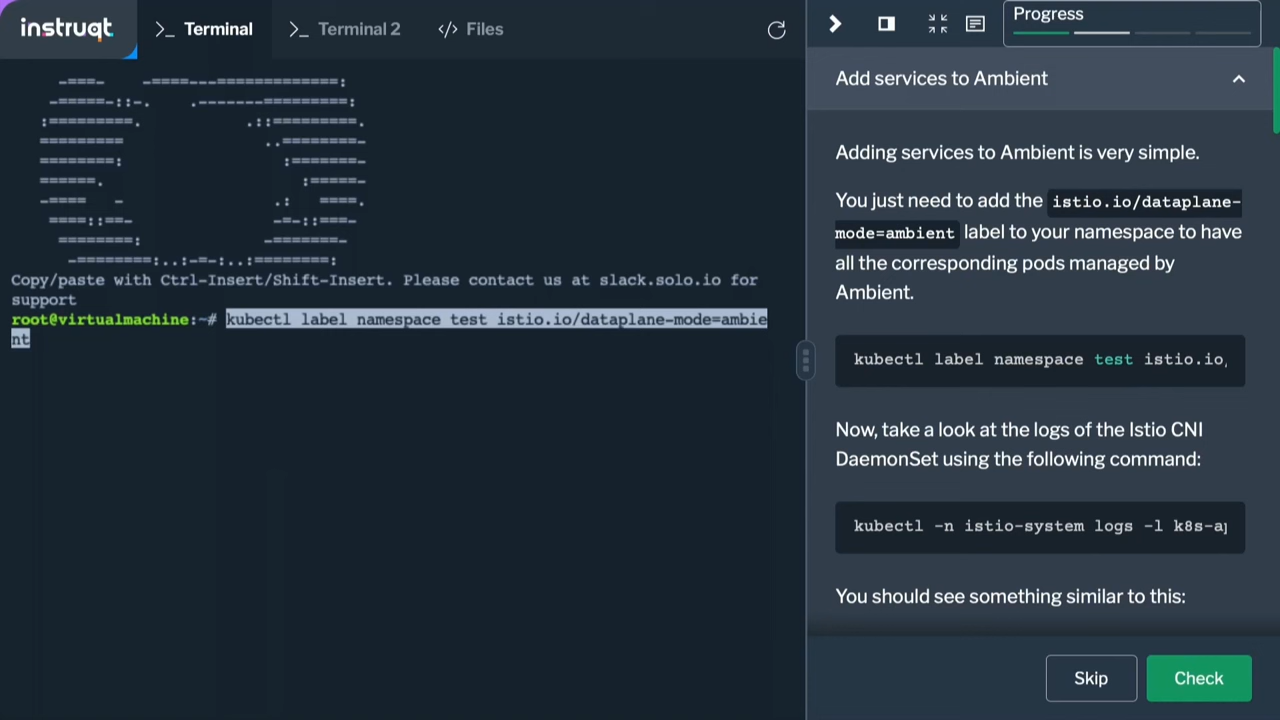 instruqt
>_ Terminal
>_ Terminal 2
</> Files
Progress
Add services to Ambient
Adding services to Ambient is very simple.
You just need to add the istio.io/dataplane-
mode=ambient label to your namespace to have
all the corresponding pods managed by
Ambient.
kubectl label namespace test istio.io,
Now, take a look at the logs of the Istio CNI
DaemonSet using the following command:
kubectl -n istio-system logs -l k8s-ap
You should see something similar to this:
Skip
Check
-===-    -====---=============:
-=====-::-.    .-------=========:
:=========.           .::=========.
=========               ..========-
========:                 :=======-
======.                     :=====-
-====  -                .:   ====.
====::==-              -=-::===-
========:             -=======-
-========:..:-=-:..:========:
Copy/paste with Ctrl-Insert/Shift-Insert. Please contact us at slack.solo.io for
support
root@virtualmachine:~# kubectl label namespace test istio.io/dataplane-mode=ambie
nt